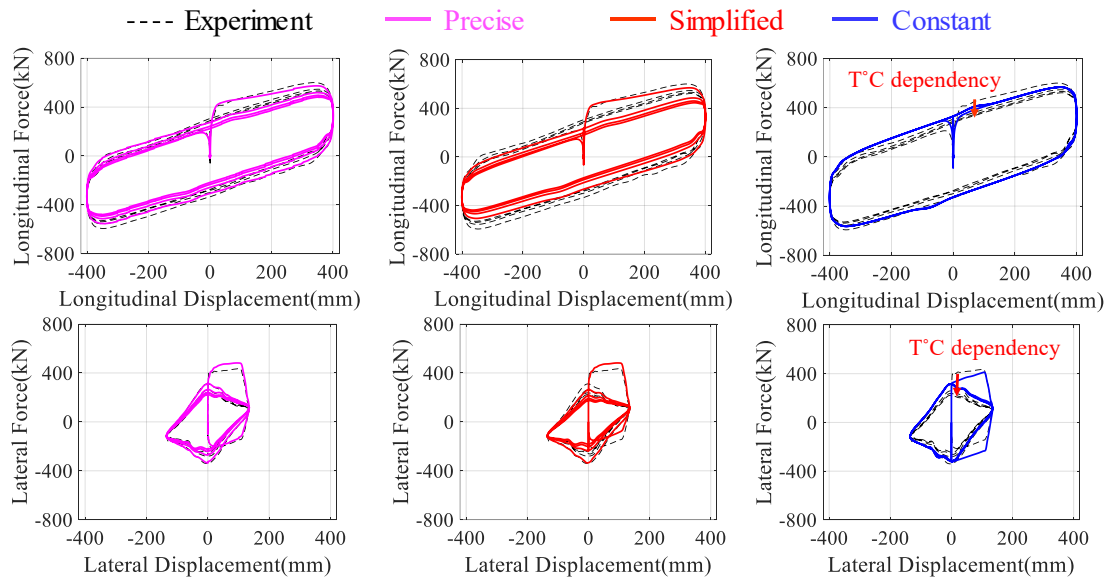 Experiment Precise Simplified Constant
Longitudinal Force(kN)
800
400
0
-400
-800
-400 -200 0 200 400
Longitudinal Displacement(mm)
Longitudinal Force(kN)
800
400
0
-400
-800
-400 -200 0 200 400
Longitudinal Displacement(mm)
Longitudinal Force(kN)
800
400
0
-400
-800
T°C dependency
-400 -200 0 200 400
Longitudinal Displacement(mm)
Lateral Force(kN)
800
400
0
-400
-800
-400 -200 0 200 400
Lateral Displacement(mm)
Lateral Force(kN)
800
400
0
-400
-800
-400 -200 0 200 400
Lateral Displacement(mm)
Lateral Force(kN)
800
400
0
-400
-800
T°C dependency
-400 -200 0 200 400
Lateral Displacement(mm)